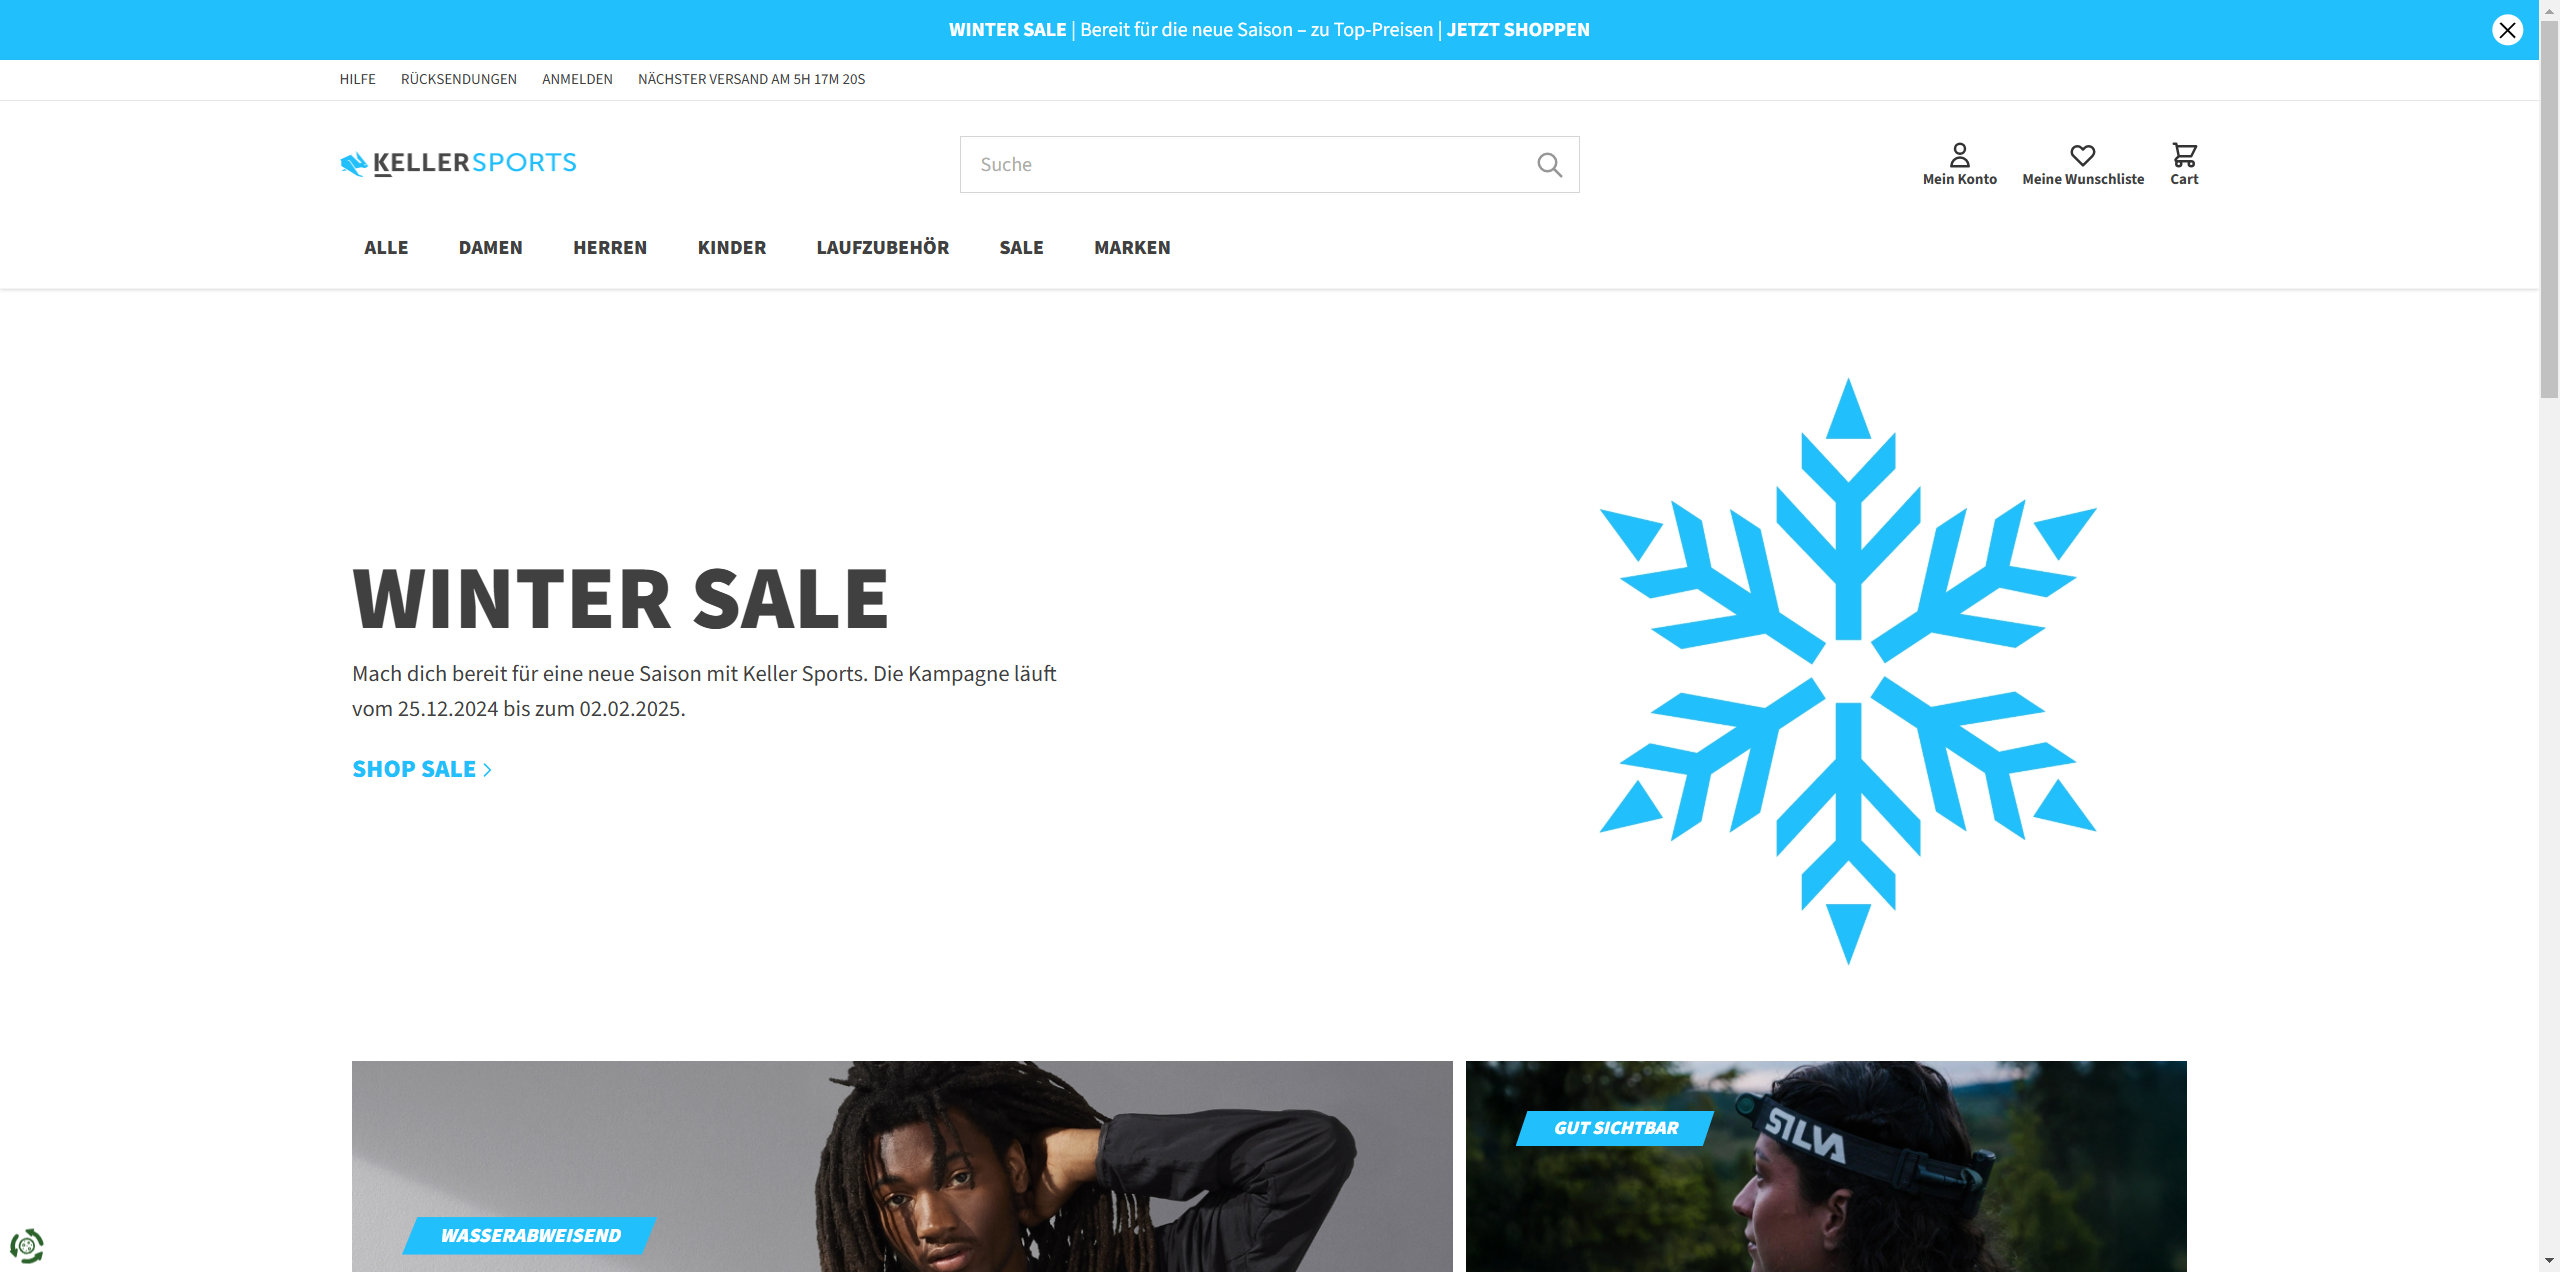 WINTER SALE | Bereit für die neue Saison – zu Top-Preisen | JETZT SHOPPEN
HILFE RÜCKSENDUNGEN ANMELDEN NÄCHSTER VERSAND AM 5H 17M 20S
KELLERSPORTS
Suche
Mein Konto Meine Wunschliste Cart
ALLE DAMEN HERREN KINDER LAUFZUBEHÖR SALE MARKEN
WINTER SALE
Mach dich bereit für eine neue Saison mit Keller Sports. Die Kampagne läuft
vom 25.12.2024 bis zum 02.02.2025.
SHOP SALE
GUT SICHTBAR
SILVA
WASSERABWEISEND